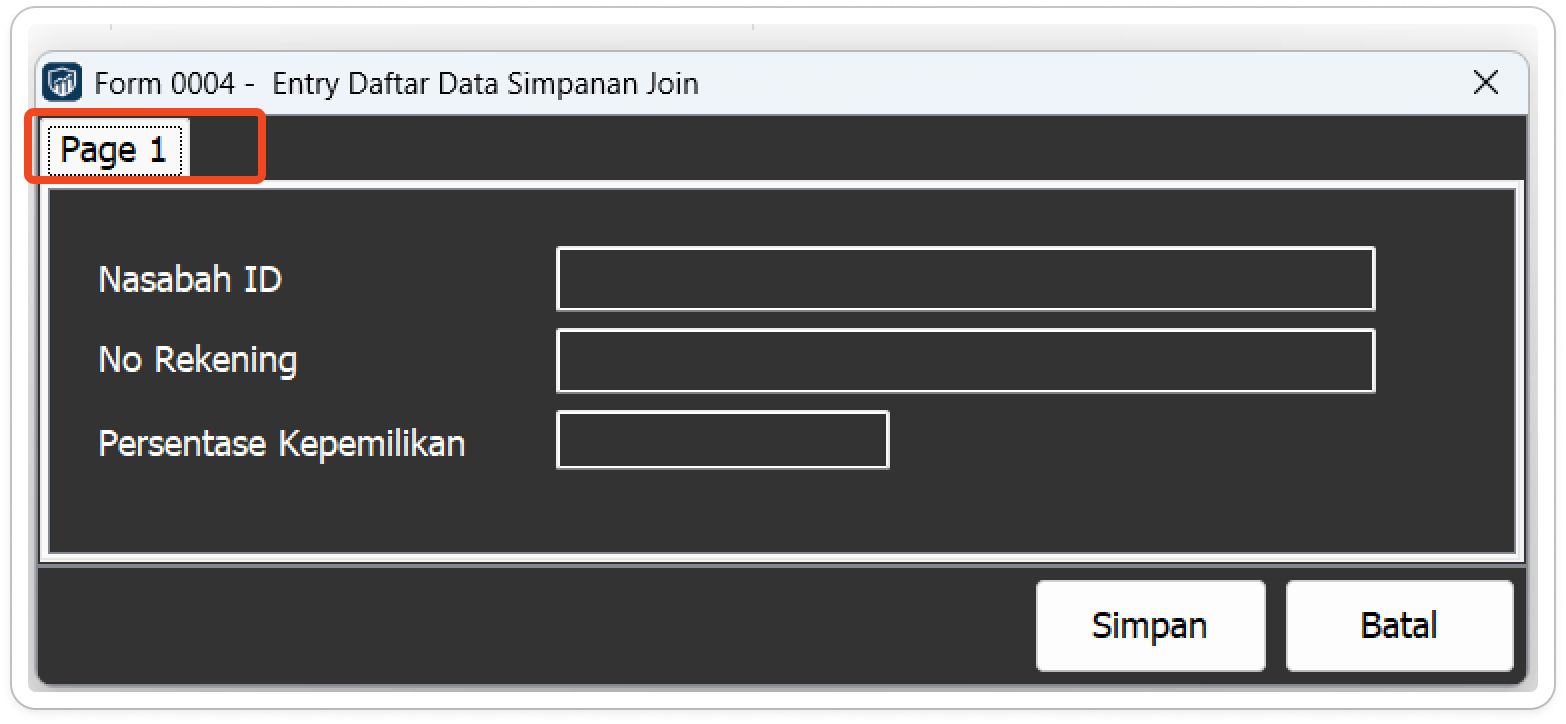 Form 0004 -  Entry Daftar Data Simpanan Join
Page 1
Nasabah ID
No Rekening
Persentase Kepemilikan
Simpan
Batal